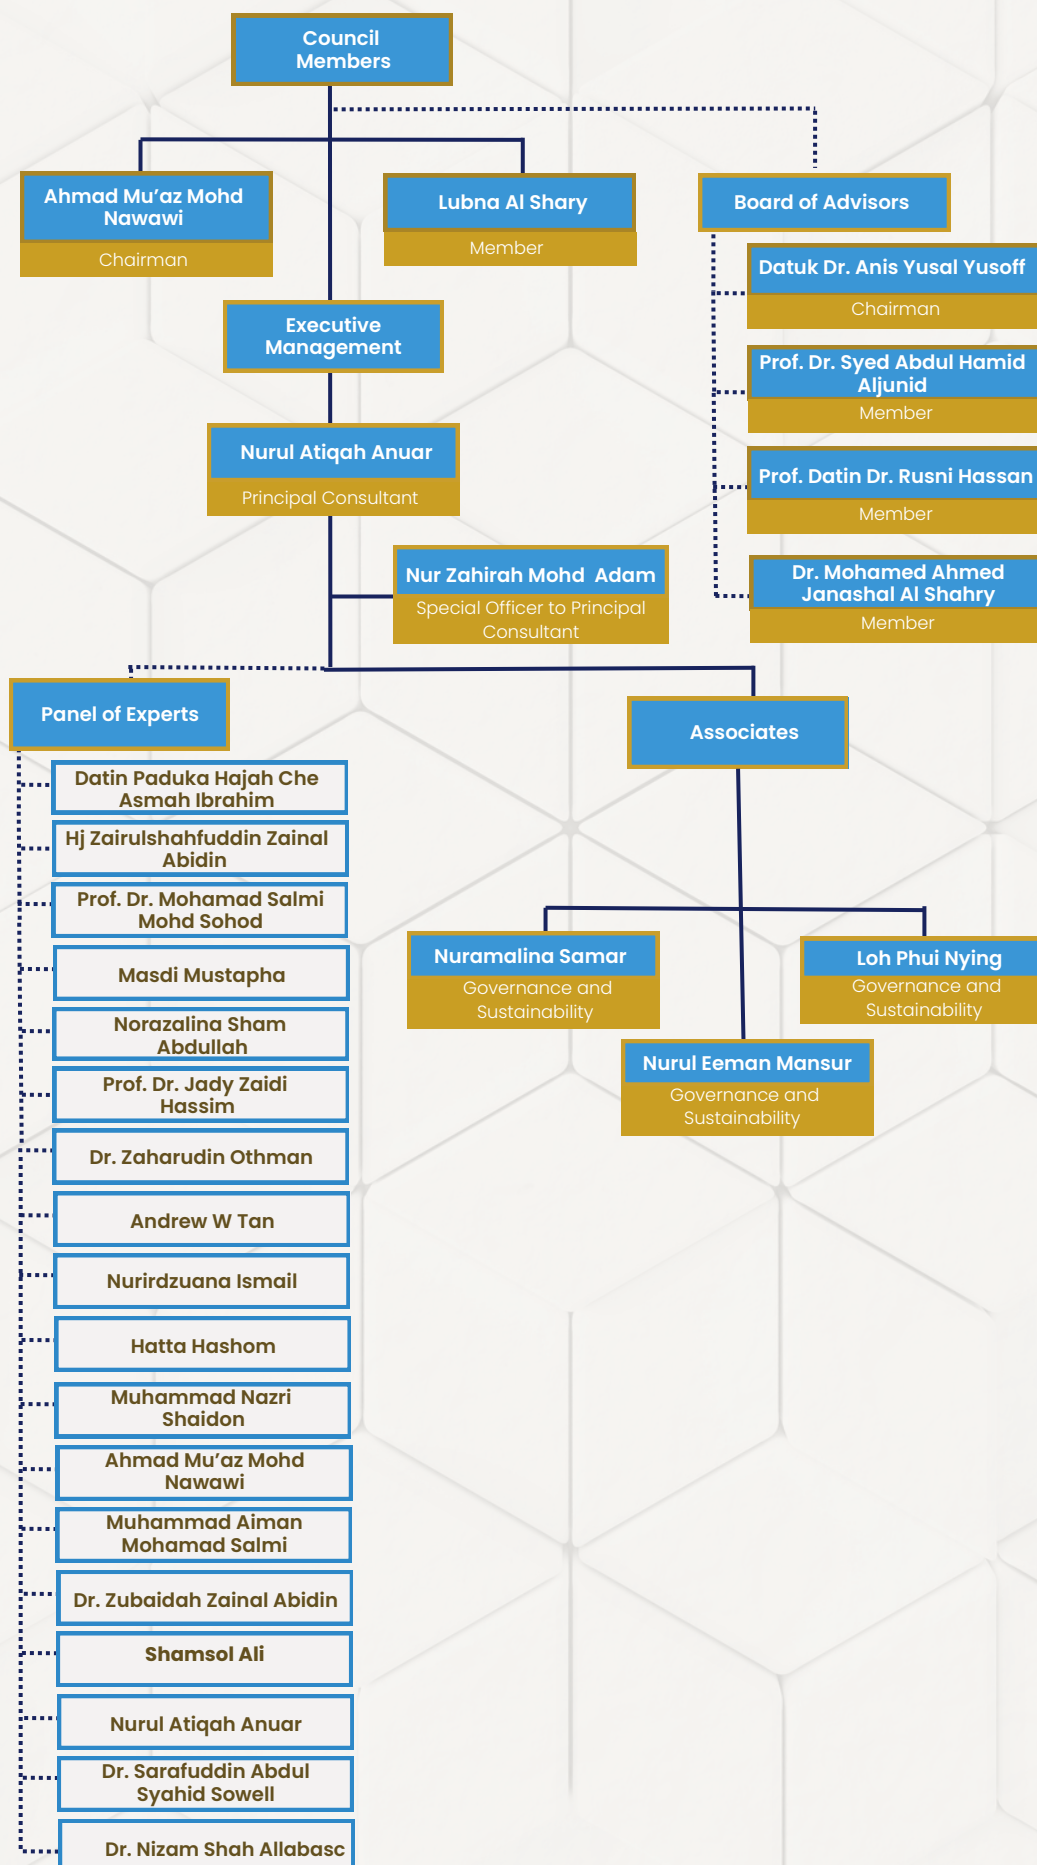 Council
Members
Ahmad Mu’az Mohd
Nawawi
Chairman
Lubna Al Shary
Member
Board of Advisors
Datuk Dr. Anis Yusal Yusoff
Chairman
Prof. Dr. Syed Abdul Hamid
Aljunid
Member
Prof. Datin Dr. Rusni Hassan
Member
Dr. Mohamed Ahmed
Janashal Al Shahry
Member
Executive
Management
Nurul Atiqah Anuar
Principal Consultant
Nur Zahirah Mohd Adam
Special Officer to Principal
Consultant
Panel of Experts
Datin Paduka Hajah Che
Asmah Ibrahim
Hj Zairulshahfuddin Zainal
Abidin
Prof. Dr. Mohamad Salmi
Mohd Sohod
Masdi Mustapha
Norazalina Sham
Abdullah
Prof. Dr. Jady Zaidi
Hassim
Dr. Zaharudin Othman
Andrew W Tan
Nurirdzuana Ismail
Hatta Hashom
Muhammad Nazri
Shaidon
Ahmad Mu’az Mohd
Nawawi
Muhammad Aiman
Mohamad Salmi
Dr. Zubaidah Zainal Abidin
Shamsol Ali
Nurul Atiqah Anuar
Dr. Sarafuddin Abdul
Syahid Sowell
Dr. Nizam Shah Allabasc
Associates
Nuramalina Samar
Governance and
Sustainability
Loh Phui Nying
Governance and
Sustainability
Nurul Eeman Mansur
Governance and
Sustainability